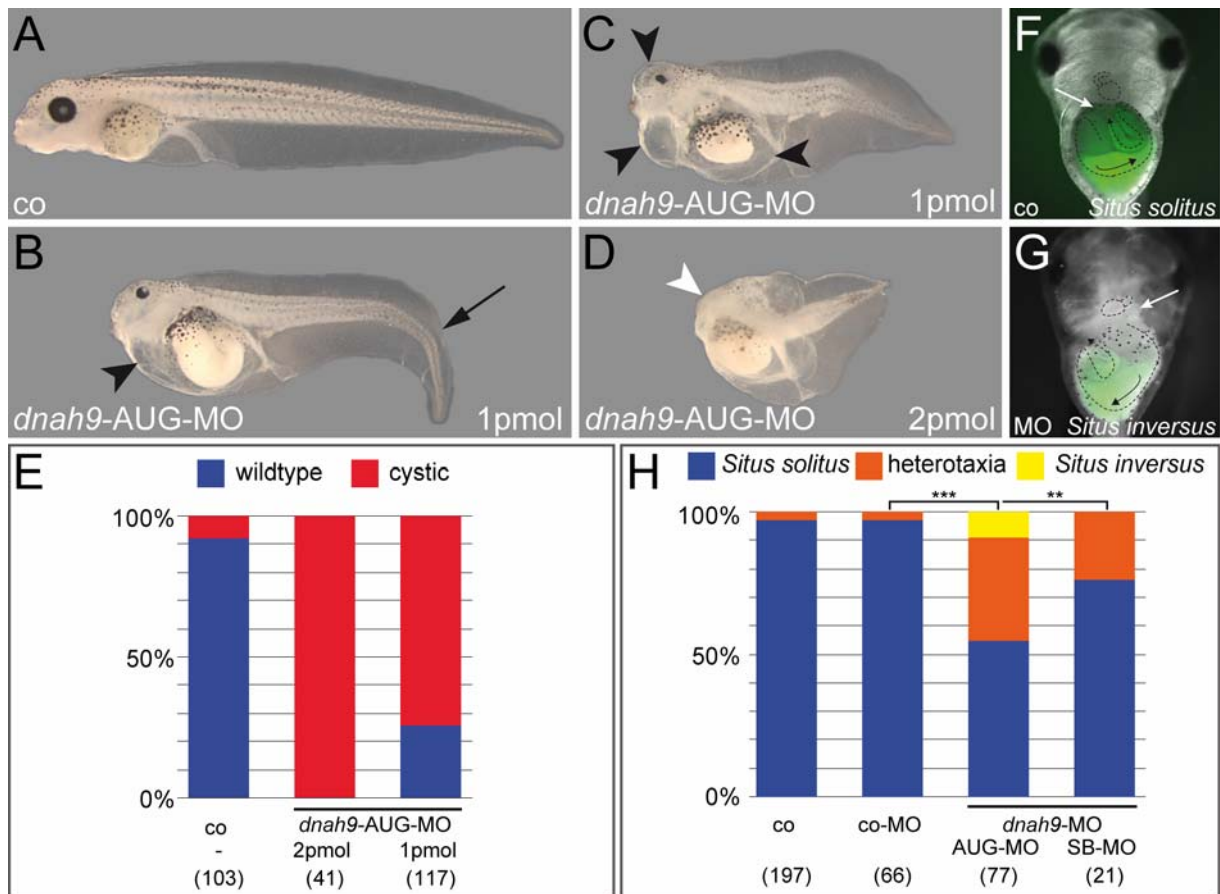 A
co
B
dnah9-AUG-MO
1pmol
C
dnah9-AUG-MO
1pmol
D
dnah9-AUG-MO
2pmol
F
co
Situs solitus
G
MO
Situs inversus
E
wildtype
cystic
100%
50%
0%
co
dnah9-AUG-MO
-
2pmol
1pmol
(103)
(41)
(117)
H
Situs solitus
heterotaxia
Situs inversus
***
**
100%
50%
0%
co
co-MO
dnah9-MO
AUG-MO
SB-MO
(197)
(66)
(77)
(21)